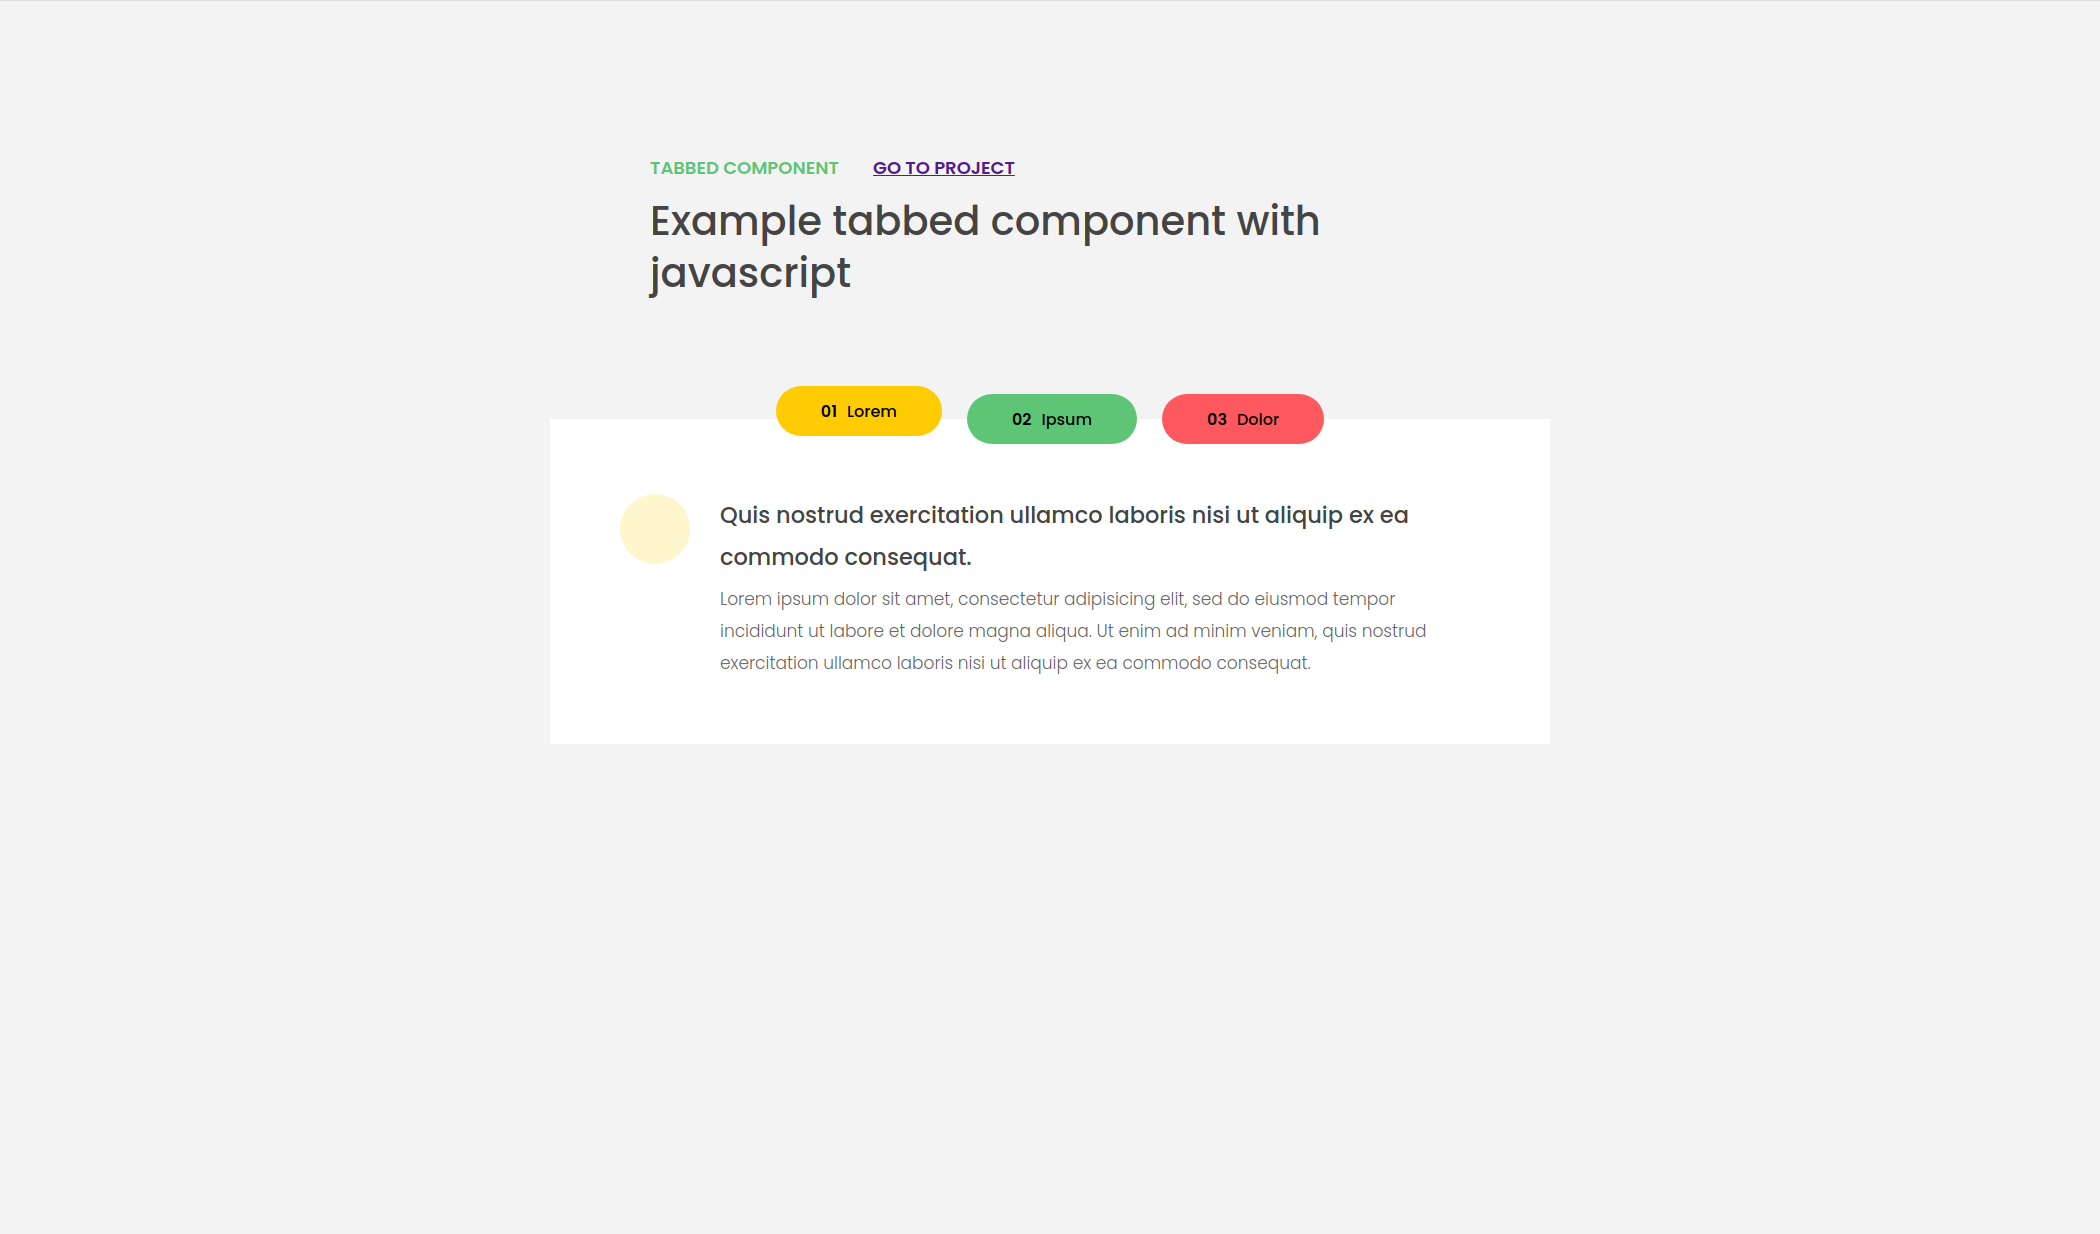 TABBED COMPONENT GO TO PROJECT
Example tabbed component with
javascript
01 Lorem 02 Ipsum 03 Dolor
Quis nostrud exercitation ullamco laboris nisi ut aliquip ex ea
commodo consequat.
Lorem ipsum dolor sit amet, consectetur adipisicing elit, sed do eiusmod tempor
incididunt ut labore et dolore magna aliqua. Ut enim ad minim veniam, quis nostrud
exercitation ullamco laboris nisi ut aliquip ex ea commodo consequat.